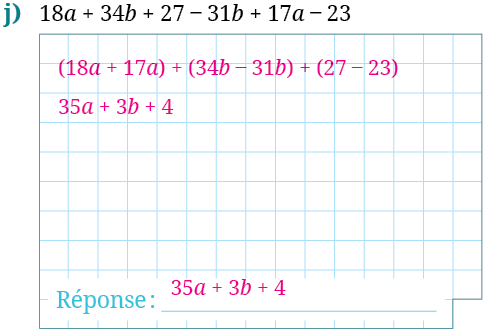 j) 18a + 34b + 27 − 31b + 17a − 23
(18a + 17a) + (34b − 31b) + (27 − 23)
35a + 3b + 4
Réponse : 35a + 3b + 4